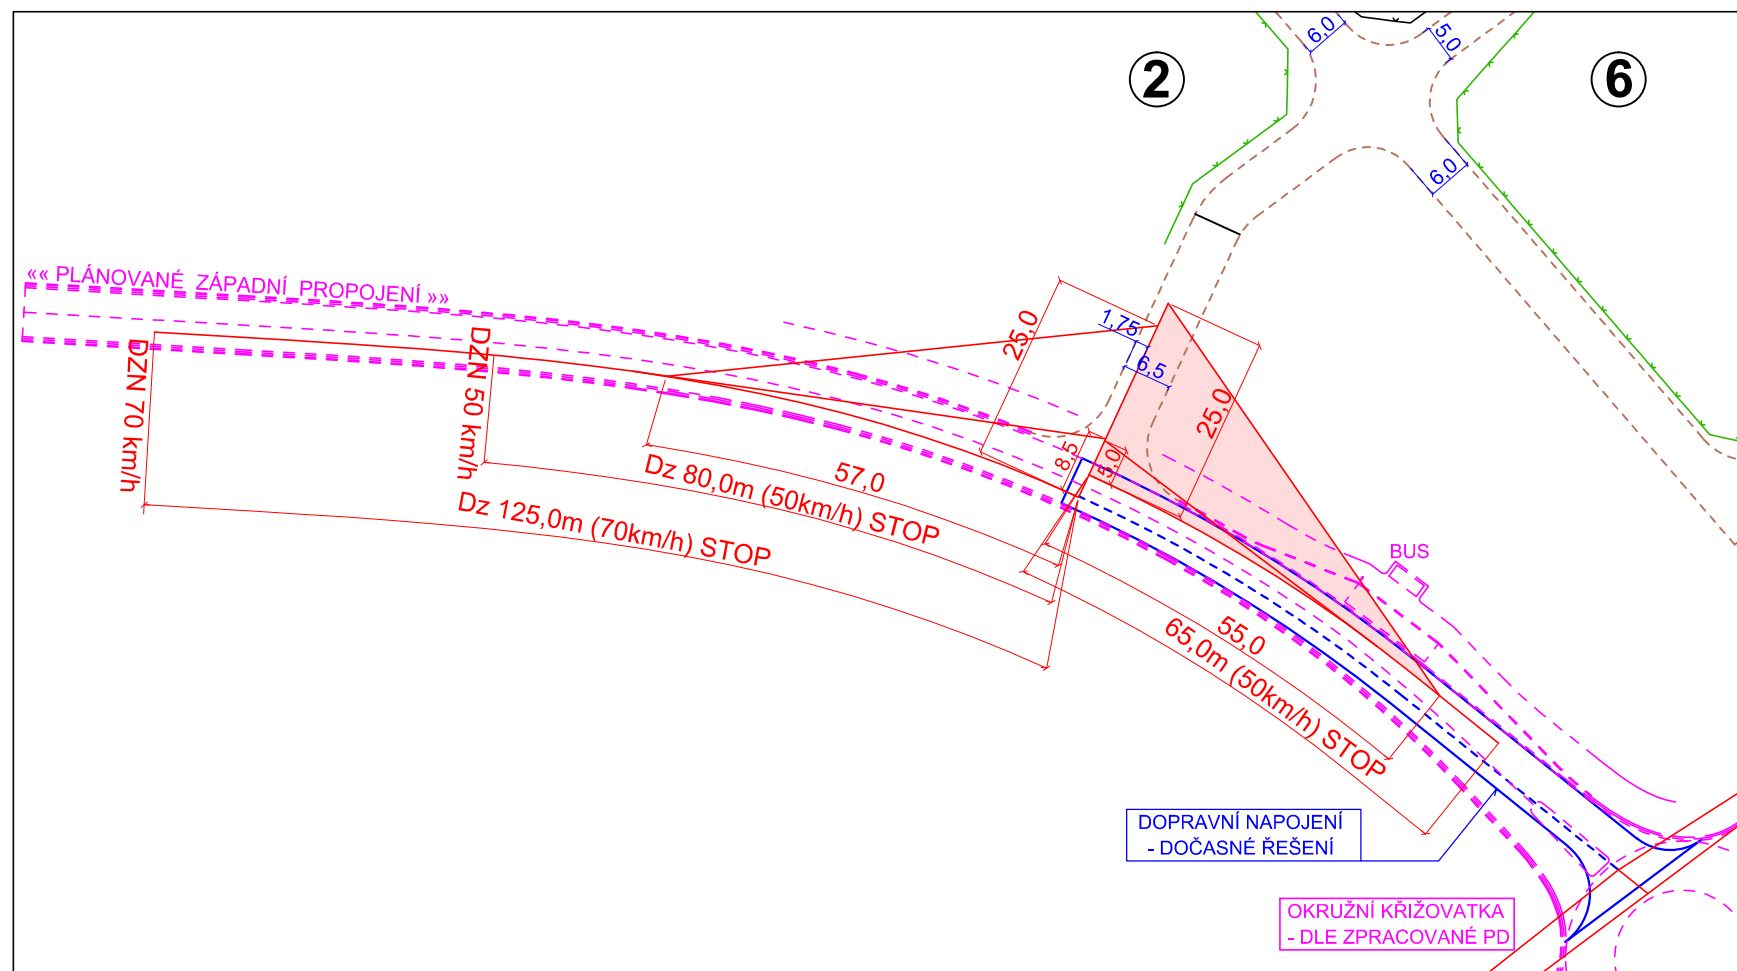 6,0
5,0
2
6
6,0
«« PLÁNOVANÉ ZÁPADNÍ PROPOJENÍ »»
25,0
1,75
6,5
25,0
DZN 70 km/h
DZN 50 km/h
8,5
5,0
57,0
Dz 80,0m (50km/h) STOP
Dz 125,0m (70km/h) STOP
BUS
55,0
65,0m (50km/h) STOP
DOPRAVNÍ NAPOJENÍ
- DOČASNÉ ŘEŠENÍ
OKRUŽNÍ KŘIŽOVATKA
- DLE ZPRACOVANÉ PD